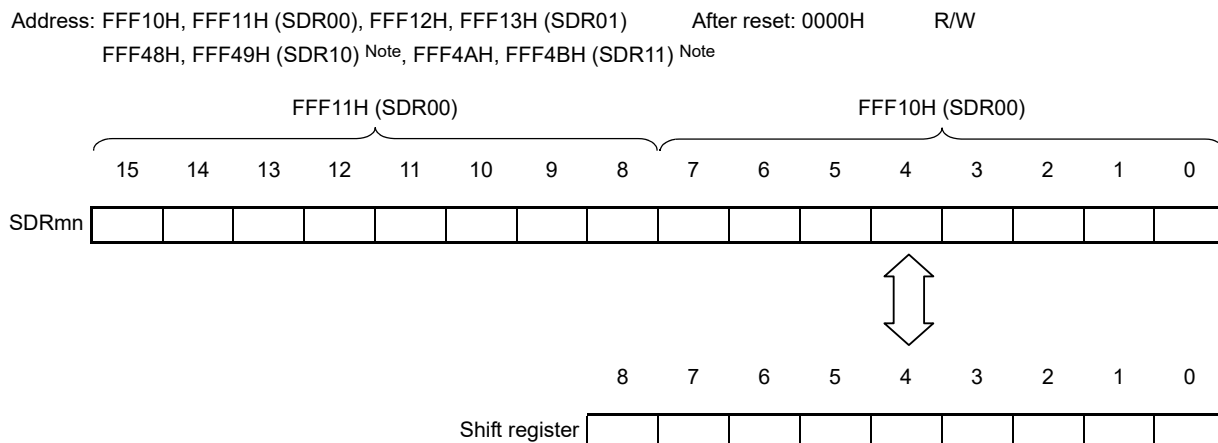 Address: FFF10H, FFF11H (SDR00), FFF12H, FFF13H (SDR01) After reset: 0000H R/W
FFF48H, FFF49H (SDR10) Note, FFF4AH, FFF4BH (SDR11) Note
FFF11H (SDR00) FFF10H (SDR00)
15 14 13 12 11 10 9 8 7 6 5 4 3 2 1 0
SDRmn
8 7 6 5 4 3 2 1 0
Shift register